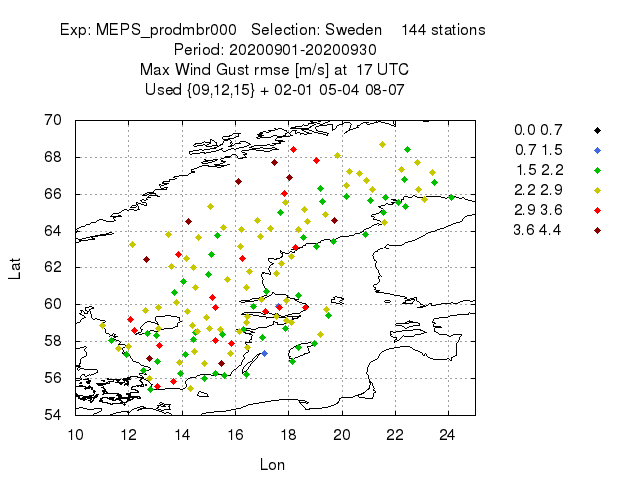 Exp: MEPS_prodmbr000   Selection: Sweden    144 stations
Period: 20200901-20200930
Max Wind Gust rmse [m/s] at  17 UTC
Used {09,12,15} + 02-01 05-04 08-07
70
68
66
64
62
60
58
56
54
Lat
10 12 14 16 18 20 22 24
Lon
0.0 0.7
0.7 1.5
1.5 2.2
2.2 2.9
2.9 3.6
3.6 4.4